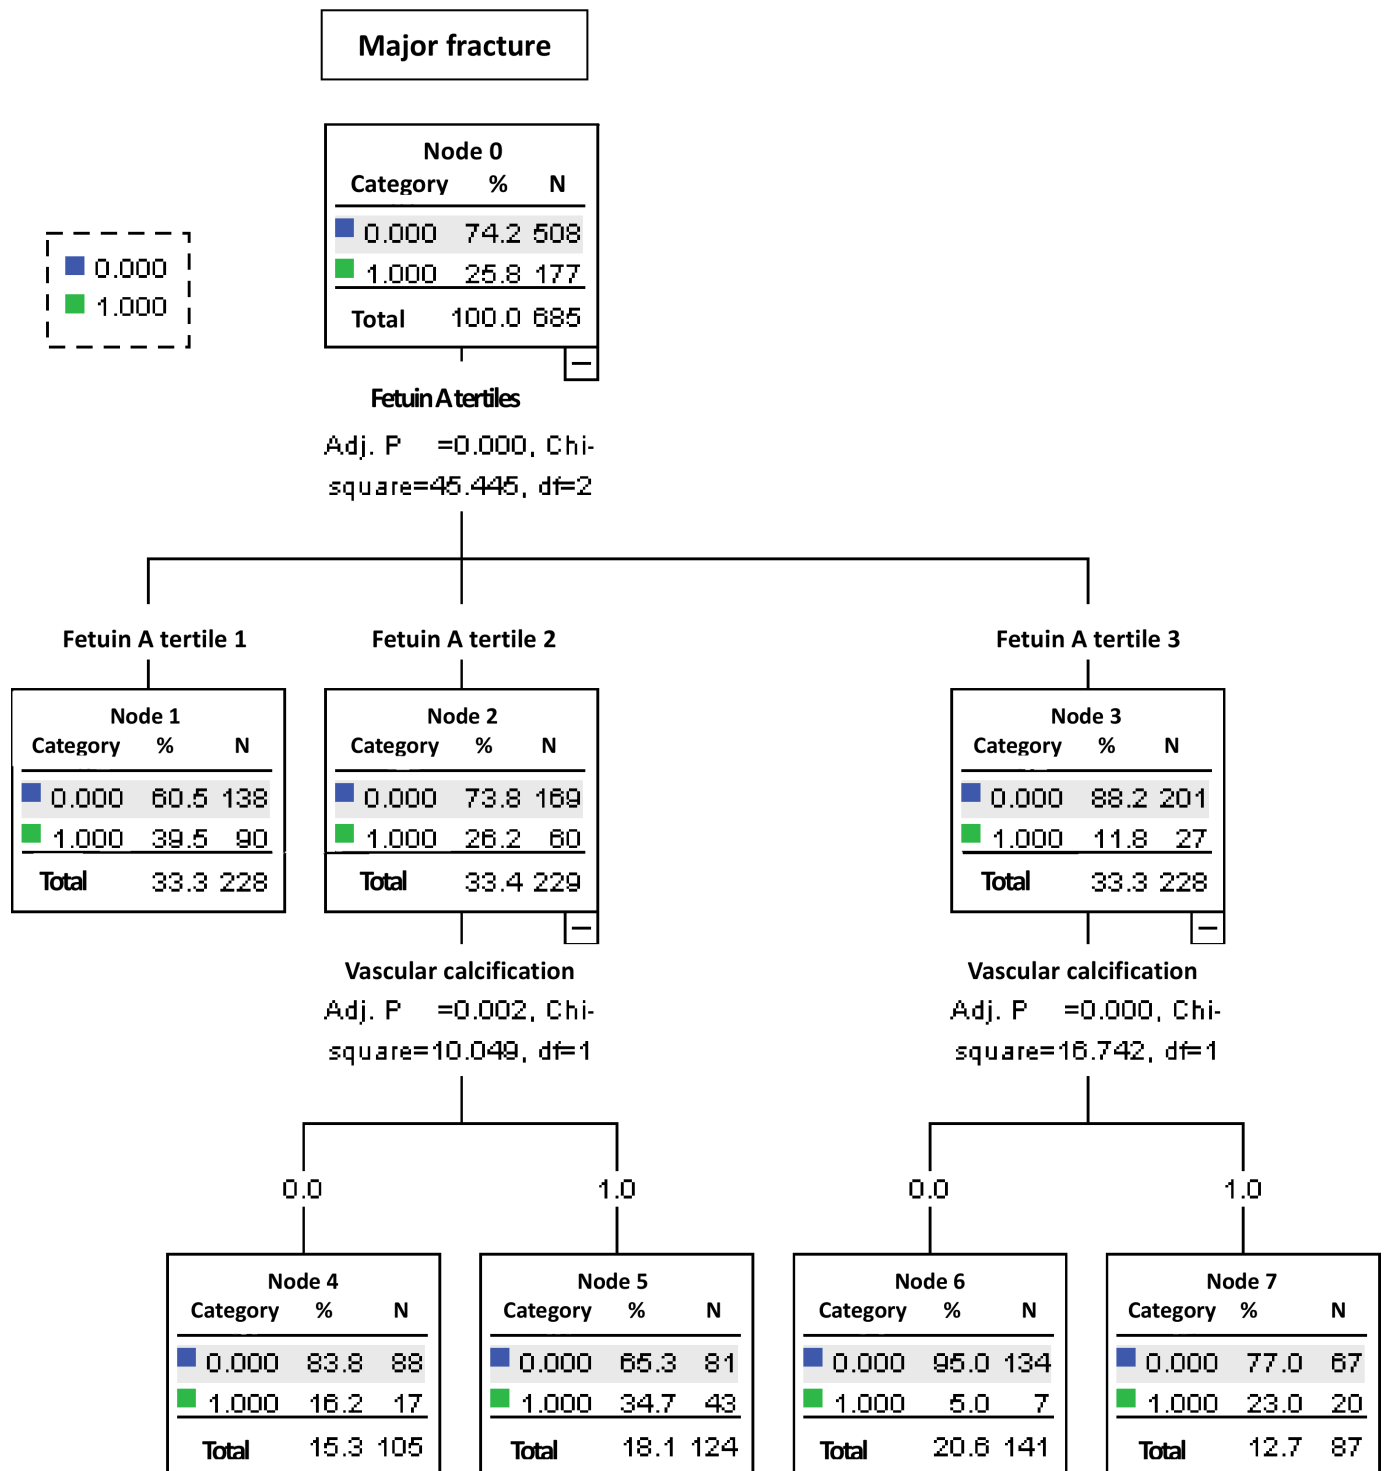 Major fracture
Node 0
Category % N
0.000 74.2 508
1.000 25.8 177
Total 100.0 685
0.000
1.000
Fetuin A tertiles
Adj. P =0.000, Chi-
square=45.445, df=2
Fetuin A tertile 1
Fetuin A tertile 2
Fetuin A tertile 3
Node 1
Category % N
0.000 60.5 138
1.000 39.5 90
Total 33.3 228
Node 2
Category % N
0.000 73.8 169
1.000 26.2 60
Total 33.4 229
Node 3
Category % N
0.000 88.2 201
1.000 11.8 27
Total 33.3 228
Vascular calcification
Adj. P =0.002, Chi-
square=10.049, df=1
Vascular calcification
Adj. P =0.000, Chi-
square=16.742, df=1
0.0
1.0
0.0
1.0
Node 4
Category % N
0.000 83.8 88
1.000 16.2 17
Total 15.3 105
Node 5
Category % N
0.000 65.3 81
1.000 34.7 43
Total 18.1 124
Node 6
Category % N
0.000 95.0 134
1.000 5.0 7
Total 20.6 141
Node 7
Category % N
0.000 77.0 67
1.000 23.0 20
Total 12.7 87